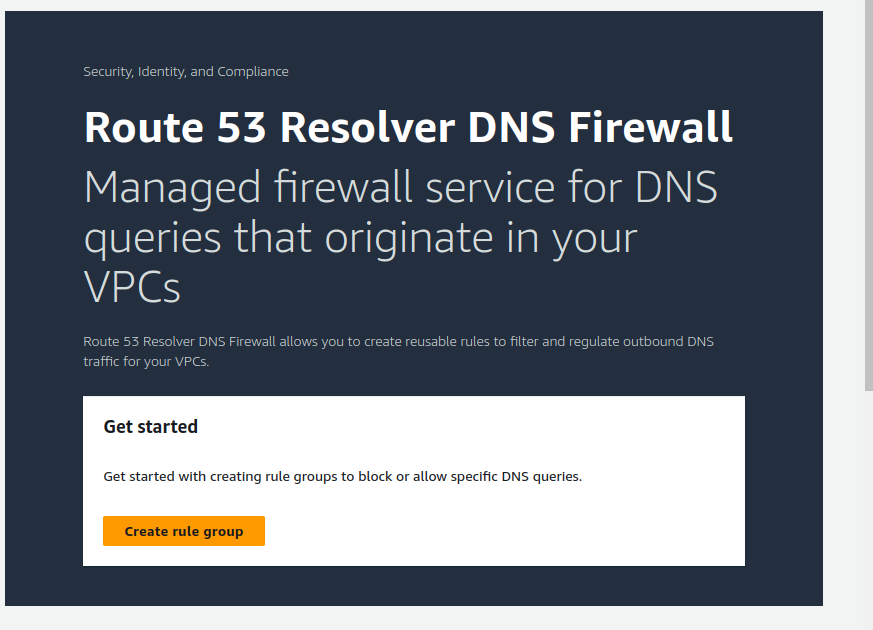 Security, Identity, and Compliance
Route 53 Resolver DNS Firewall
Managed firewall service for DNS
queries that originate in your
VPCs
Route 53 Resolver DNS Firewall allows you to create reusable rules to filter and regulate outbound DNS
traffic for your VPCs.
Get started
Get started with creating rule groups to block or allow specific DNS queries.
Create rule group